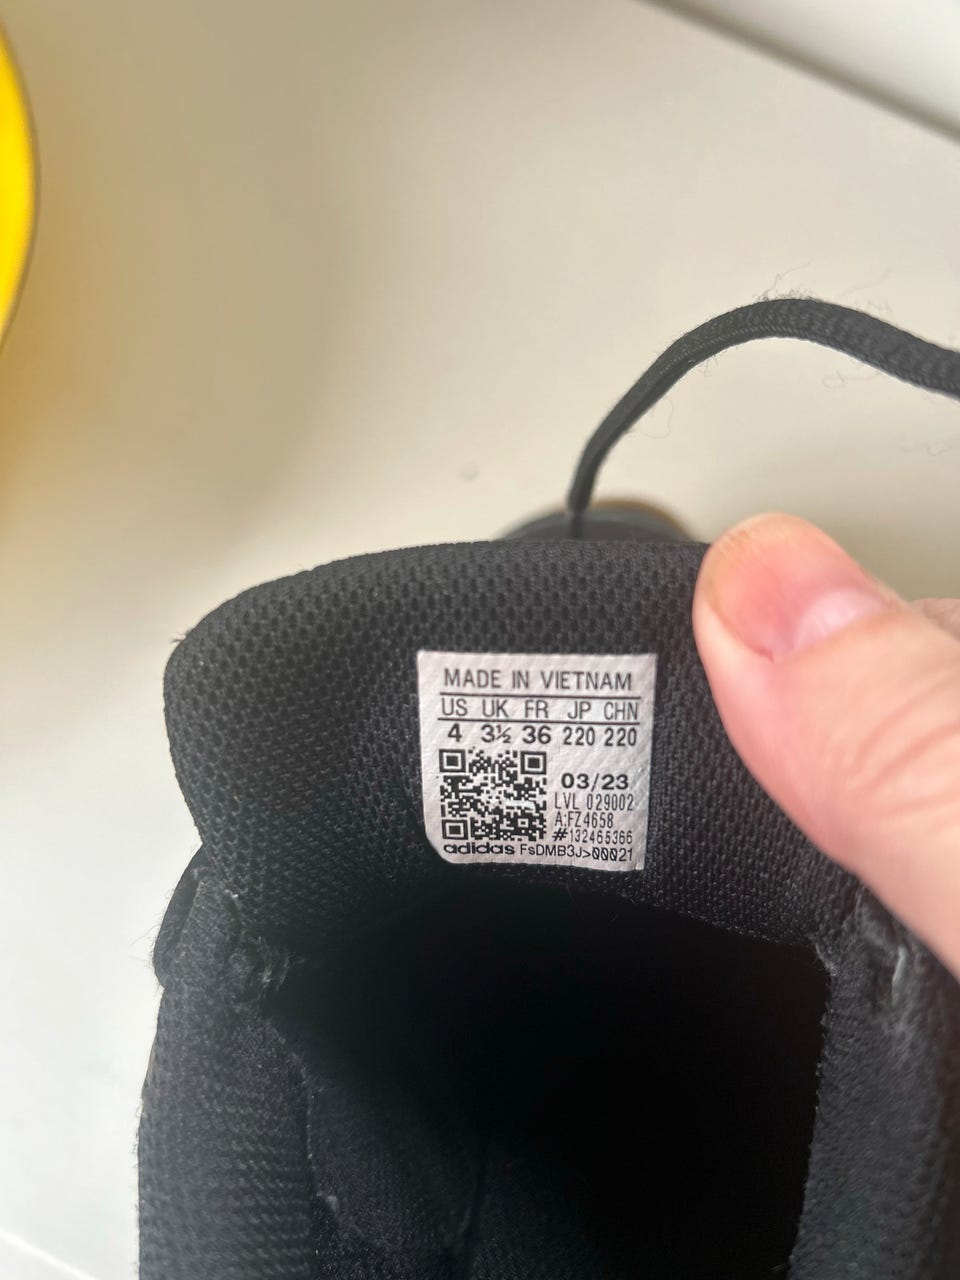 MADE IN VIETNAM
US UK FR JP CHN
4 3½ 36 220 220
03/23
LVL 029002
A:FZ4658
#132465366
adidas FsDMB3J>00021